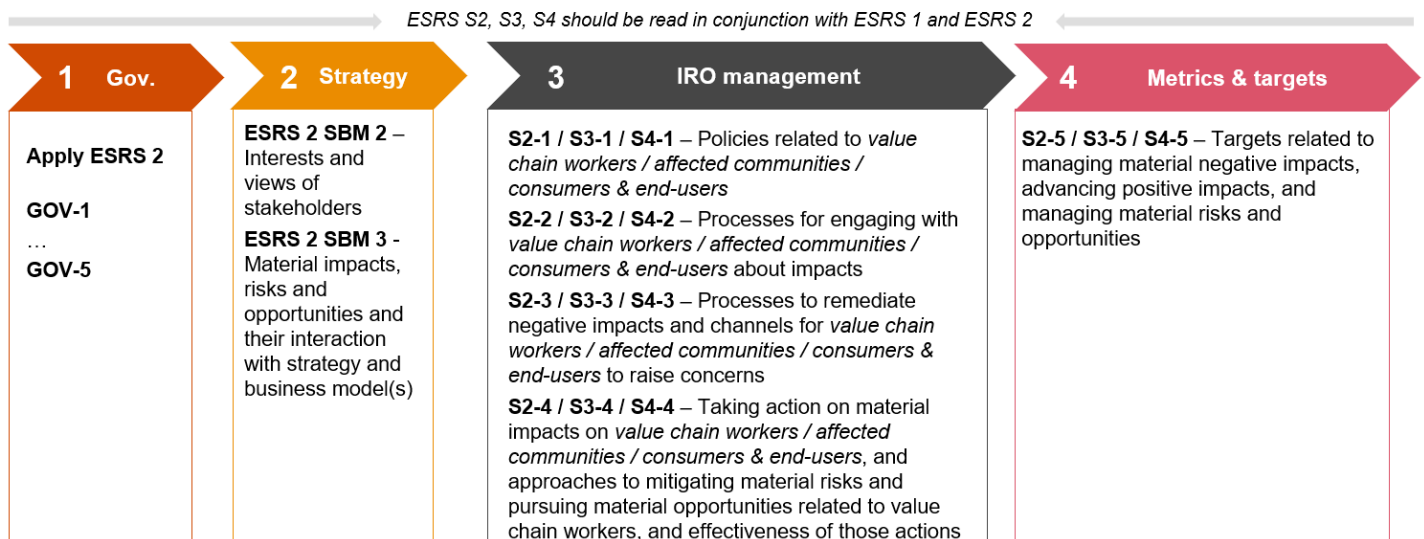 ESRS S2, S3, S4 should be read in conjunction with ESRS 1 and ESRS 2
1 Gov.
Apply ESRS 2
GOV-1
…
GOV-5
2 Strategy
ESRS 2 SBM 2 –
Interests and
views of
stakeholders
ESRS 2 SBM 3 -
Material impacts,
risks and
opportunities and
their interaction
with strategy and
business model(s)
3 IRO management
S2-1 / S3-1 / S4-1 – Policies related to value
chain workers / affected communities /
consumers & end-users
S2-2 / S3-2 / S4-2 – Processes for engaging with
value chain workers / affected communities /
consumers & end-users about impacts
S2-3 / S3-3 / S4-3 – Processes to remediate
negative impacts and channels for value chain
workers / affected communities / consumers &
end-users to raise concerns
S2-4 / S3-4 / S4-4 – Taking action on material
impacts on value chain workers / affected
communities / consumers & end-users, and
approaches to mitigating material risks and
pursuing material opportunities related to value
chain workers, and effectiveness of those actions
4 Metrics & targets
S2-5 / S3-5 / S4-5 – Targets related to
managing material negative impacts,
advancing positive impacts, and
managing material risks and
opportunities